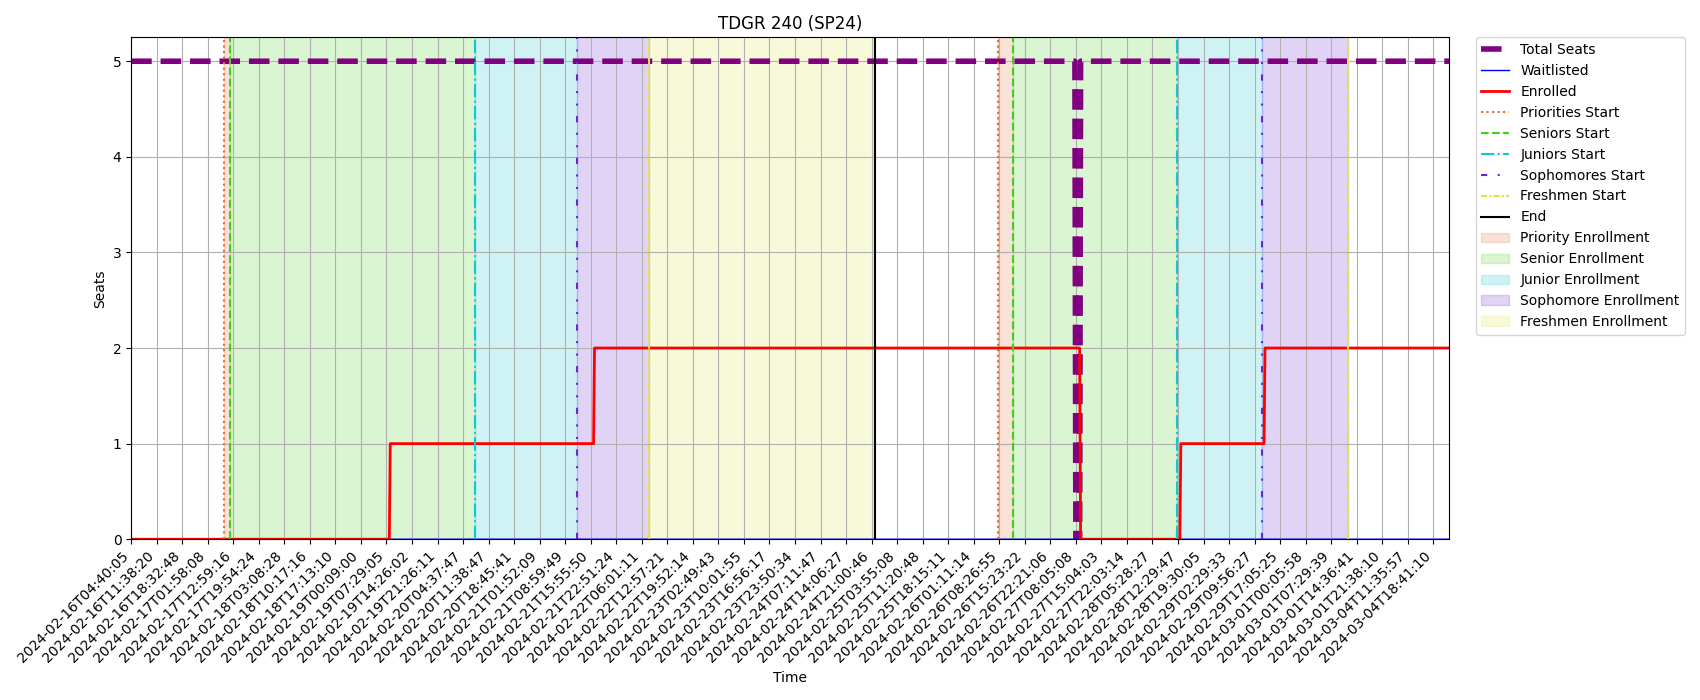 TDGR 240 (SP24)
Seats
5
4
3
2
1
0
2024-02-16T04:40:05
2024-02-16T11:38:20
2024-02-16T18:32:48
2024-02-17T01:58:08
2024-02-17T12:59:16
2024-02-17T19:54:24
2024-02-18T03:08:28
2024-02-18T10:17:16
2024-02-18T17:13:10
2024-02-19T00:09:00
2024-02-19T07:29:05
2024-02-19T14:26:02
2024-02-19T21:26:11
2024-02-20T04:37:47
2024-02-20T11:38:47
2024-02-20T18:45:41
2024-02-21T01:52:09
2024-02-21T08:59:49
2024-02-21T15:55:50
2024-02-21T22:51:24
2024-02-22T06:01:11
2024-02-22T12:57:21
2024-02-22T19:52:14
2024-02-23T02:49:43
2024-02-23T10:01:55
2024-02-23T16:56:17
2024-02-23T23:50:34
2024-02-24T07:11:47
2024-02-24T14:06:27
2024-02-24T21:00:46
2024-02-25T03:55:08
2024-02-25T11:20:48
2024-02-25T18:15:11
2024-02-26T01:11:14
2024-02-26T08:26:55
2024-02-26T15:23:22
2024-02-26T22:21:06
2024-02-27T08:05:08
2024-02-27T15:04:03
2024-02-27T22:03:14
2024-02-28T05:28:27
2024-02-28T12:29:47
2024-02-28T19:30:05
2024-02-29T02:29:33
2024-02-29T09:56:27
2024-02-29T17:05:25
2024-03-01T00:05:58
2024-03-01T07:29:39
2024-03-01T14:36:41
2024-03-01T21:38:10
2024-03-04T11:35:57
2024-03-04T18:41:10
Time
Total Seats
Waitlisted
Enrolled
Priorities Start
Seniors Start
Juniors Start
Sophomores Start
Freshmen Start
End
Priority Enrollment
Senior Enrollment
Junior Enrollment
Sophomore Enrollment
Freshmen Enrollment